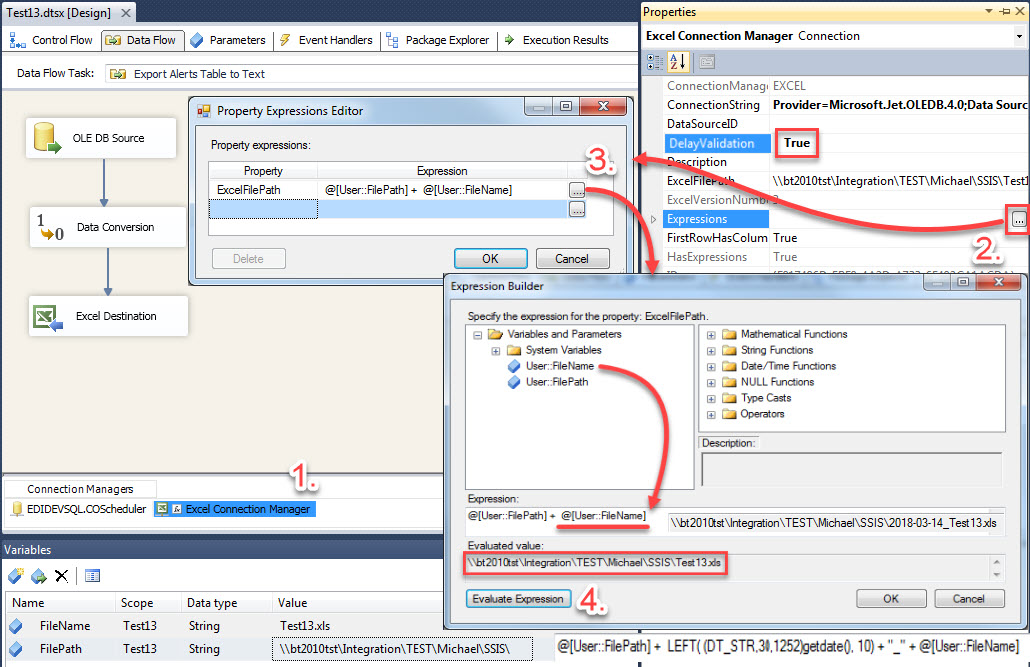 Test13.dtsx [Design]
Control Flow
Data Flow
Parameters
Event Handlers
Package Explorer
Execution Results
Data Flow Task:
Export Alerts Table to Text
OLE DB Source
Data Conversion
Excel Destination
Property Expressions Editor
Property expressions:
Property Expression
ExcelFilePath @[User::FilePath] + @[User::FileName]
Delete
OK
Cancel
3.
Properties
Excel Connection Manager Connection
ConnectionManag EXCEL
ConnectionString Provider=Microsoft.Jet.OLEDB.4.0;Data Sourc
DataSourceID
DelayValidation True
Description
ExcelFilePath \\bt2010tst\Integration\TEST\Michael\SSIS\Test1
ExcelVersionNumb
Expressions
FirstRowHasColum True
HasExpressions True
2.
Expression Builder
Specify the expression for the property: ExcelFilePath.
Variables and Parameters
System Variables
User::FileName
User::FilePath
Mathematical Functions
String Functions
Date/Time Functions
NULL Functions
Type Casts
Operators
Description:
Expression:
@[User::FilePath] + @[User::FileName]
\\bt2010tst\Integration\TEST\Michael\SSIS\2018-03-14_Test13.xls
Evaluated value:
\\bt2010tst\Integration\TEST\Michael\SSIS\Test13.xls
Evaluate Expression
4.
OK
Cancel
1.
Connection Managers
EDIDEVSQL.COScheduler
Excel Connection Manager
Variables
Name Scope Data type Value
FileName Test13 String Test13.xls
FilePath Test13 String \\bt2010tst\Integration\TEST\Michael\SSIS\
@[User::FilePath] + LEFT( (DT_STR,30,1252)getdate(), 10) + "_" + @[User::FileName]